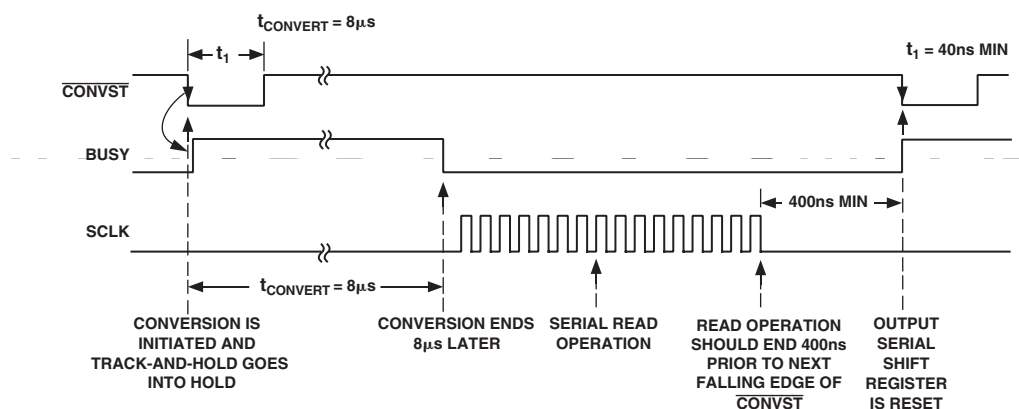 tCONVERT = 8µs
t1
t1 = 40ns MIN
CONVST
BUSY
400ns MIN
SCLK
tCONVERT = 8µs
CONVERSION IS
INITIATED AND
TRACK-AND-HOLD GOES
INTO HOLD
CONVERSION ENDS
8µs LATER
SERIAL READ
OPERATION
READ OPERATION
SHOULD END 400ns
PRIOR TO NEXT
FALLING EDGE OF
CONVST
OUTPUT
SERIAL
SHIFT
REGISTER
IS RESET